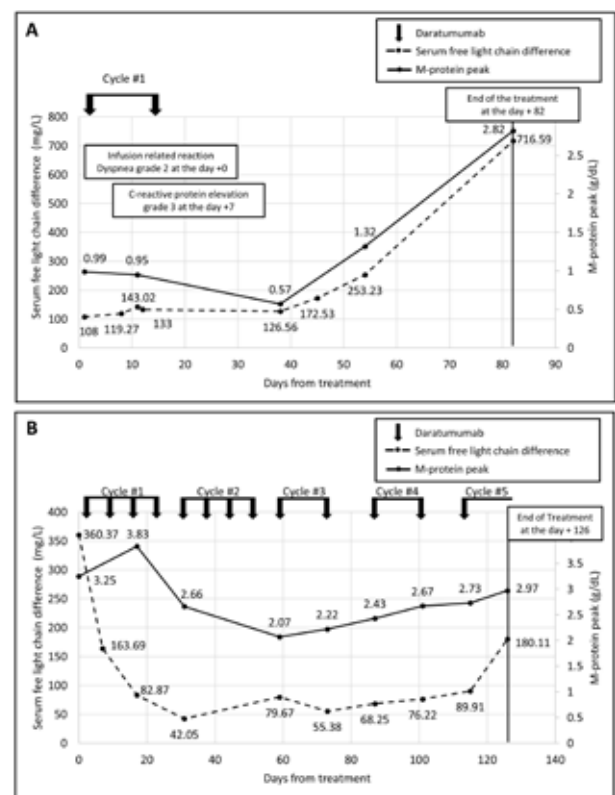 A
Daratumumab
Serum free light chain difference
M-protein peak
Cycle #1
End of the treatment
at the day + 82
Infusion related reaction
Dyspnea grade 2 at the day +0
C-reactive protein elevation
grade 3 at the day +7
800
700
600
500
400
300
200
100
0
Serum fee light chain difference (mg/L)
2.5
2
1.5
1
0.5
0
M-protein peak (g/dL)
0.99
0.95
0.57
1.32
2.82
108
119.27
143.02
133
126.56
172.53
253.23
716.59
0 10 20 30 40 50 60 70 80 90
Days from treatment
B
Daratumumab
Serum free light chain difference
M-protein peak
Cycle #1 Cycle #2 Cycle #3 Cycle #4 Cycle #5
End of Treatment
at the day + 126
400
350
300
250
200
150
100
50
0
Serum free light chain difference (mg/L)
3.5
3
2.5
2
1.5
1
0.5
0
M-protein peak (g/dL)
360.37
3.25
3.83
2.66
2.07
2.22
2.43
2.67
2.73
2.97
163.69
82.87
42.05
79.67
55.38
68.25
76.22
89.91
180.11
0 20 40 60 80 100 120 140
Days from treatment